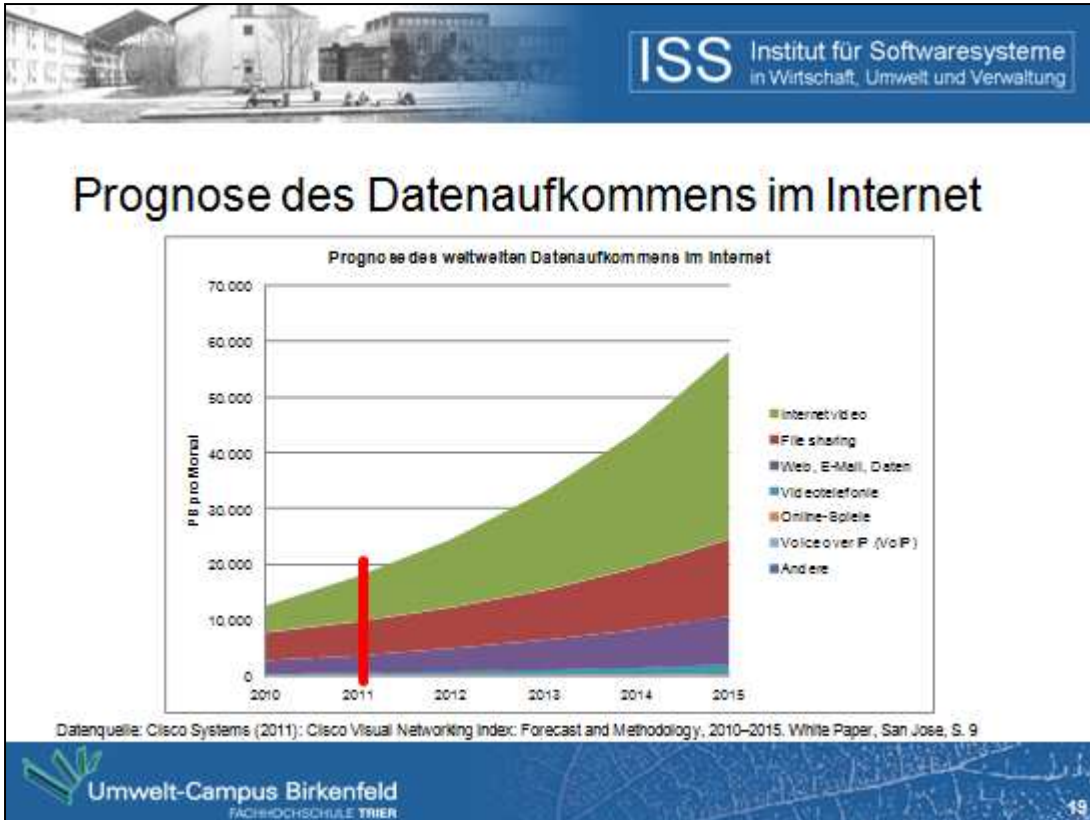 ISS Institut für Softwaresysteme
in Wirtschaft, Umwelt und Verwaltung
Prognose des Datenaufkommens im Internet
Prognose des weltweiten Datenaufkommens im Internet
PB pro Monat
70.000
60.000
50.000
40.000
30.000
20.000
10.000
0
2010 2011 2012 2013 2014 2015
Internetvideo
File sharing
Web, E-Mail, Daten
Videotelefonie
Online-Spiele
Voice over IP (VoIP)
Andere
Datenquelle: Cisco Systems (2011): Cisco Visual Networking Index: Forecast and Methodology, 2010–2015. White Paper, San Jose, S. 9
Umwelt-Campus Birkenfeld
FACHHOCHSCHULE TRIER
19